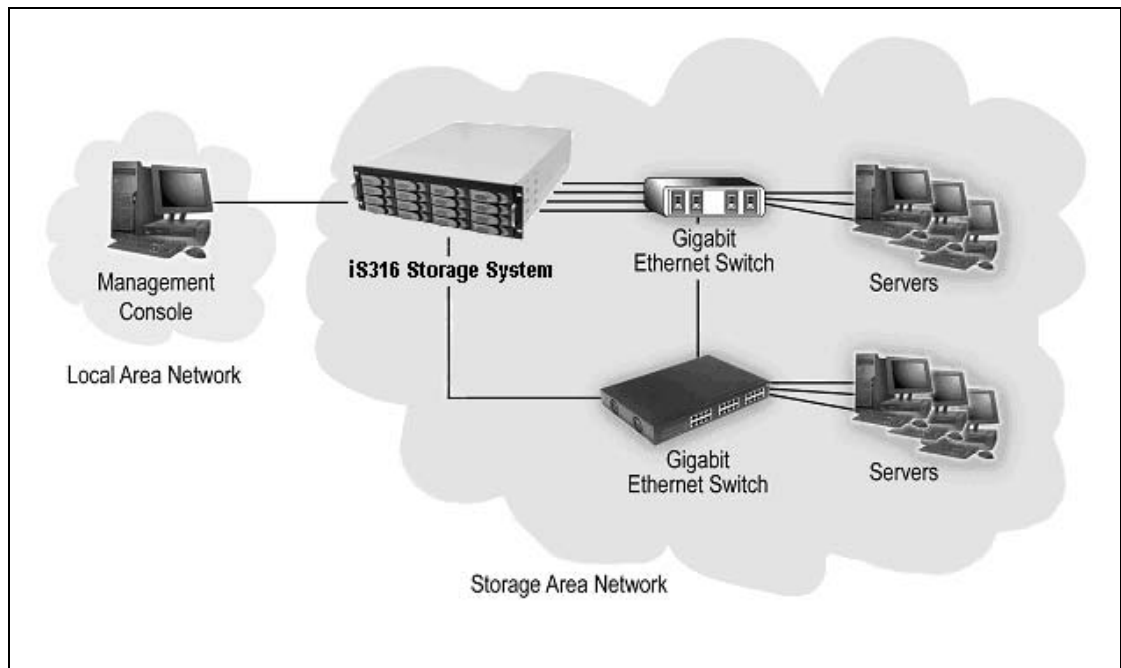 iS316 Storage System
Management
Console
Local Area Network
Gigabit
Ethernet Switch
Servers
Gigabit
Ethernet Switch
Servers
Storage Area Network